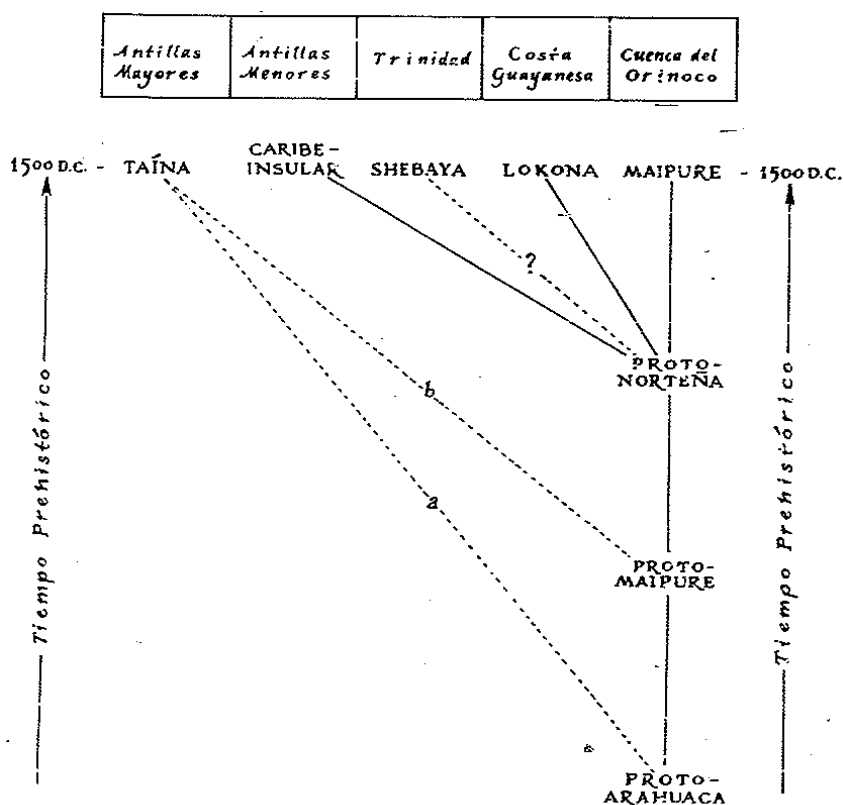 Antillas Mayores
Antillas Menores
Trinidad
Costa Guayanesa
Cuenca del Orinoco
1500 D.C. - TAÍNA
CARIBE-
INSULAR
SHEBAYA
LOKONA
MAIPURE - 1500 D.C.
?
PROTO-
NORTEÑA
b
a
PROTO-
MAIPURE
PROTO-
ARAHUACA
Tiempo Prehistórico
Tiempo Prehistórico